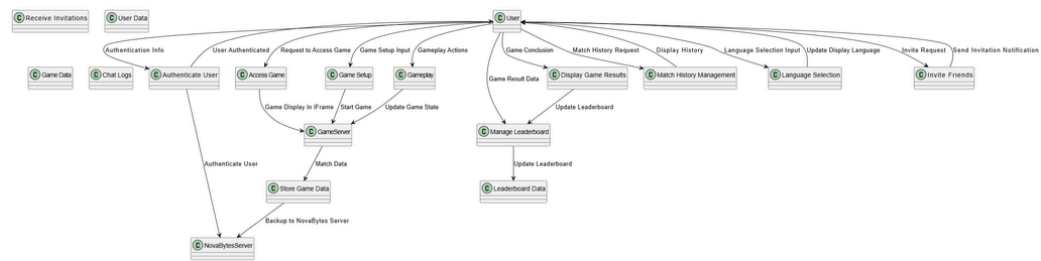 C Receive Invitations
C User Data
C User
Authentication Info
User Authenticated
Request to Access Game
Game Setup Input
Gameplay Actions
Game Conclusion
Match History Request
Display History
Language Selection Input
Update Display Language
Invite Request
Send Invitation Notification
C Game Data
C Chat Logs
C Authenticate User
C Access Game
C Game Setup
C Gameplay
Game Result Data
C Display Game Results
C Match History Management
C Language Selection
C Invite Friends
Game Display in iFrame
Start Game
Update Game State
Update Leaderboard
C GameServer
C Manage Leaderboard
Authenticate User
Match Data
Update Leaderboard
C Store Game Data
C Leaderboard Data
Backup to NovaBytes Server
C NovaBytesServer